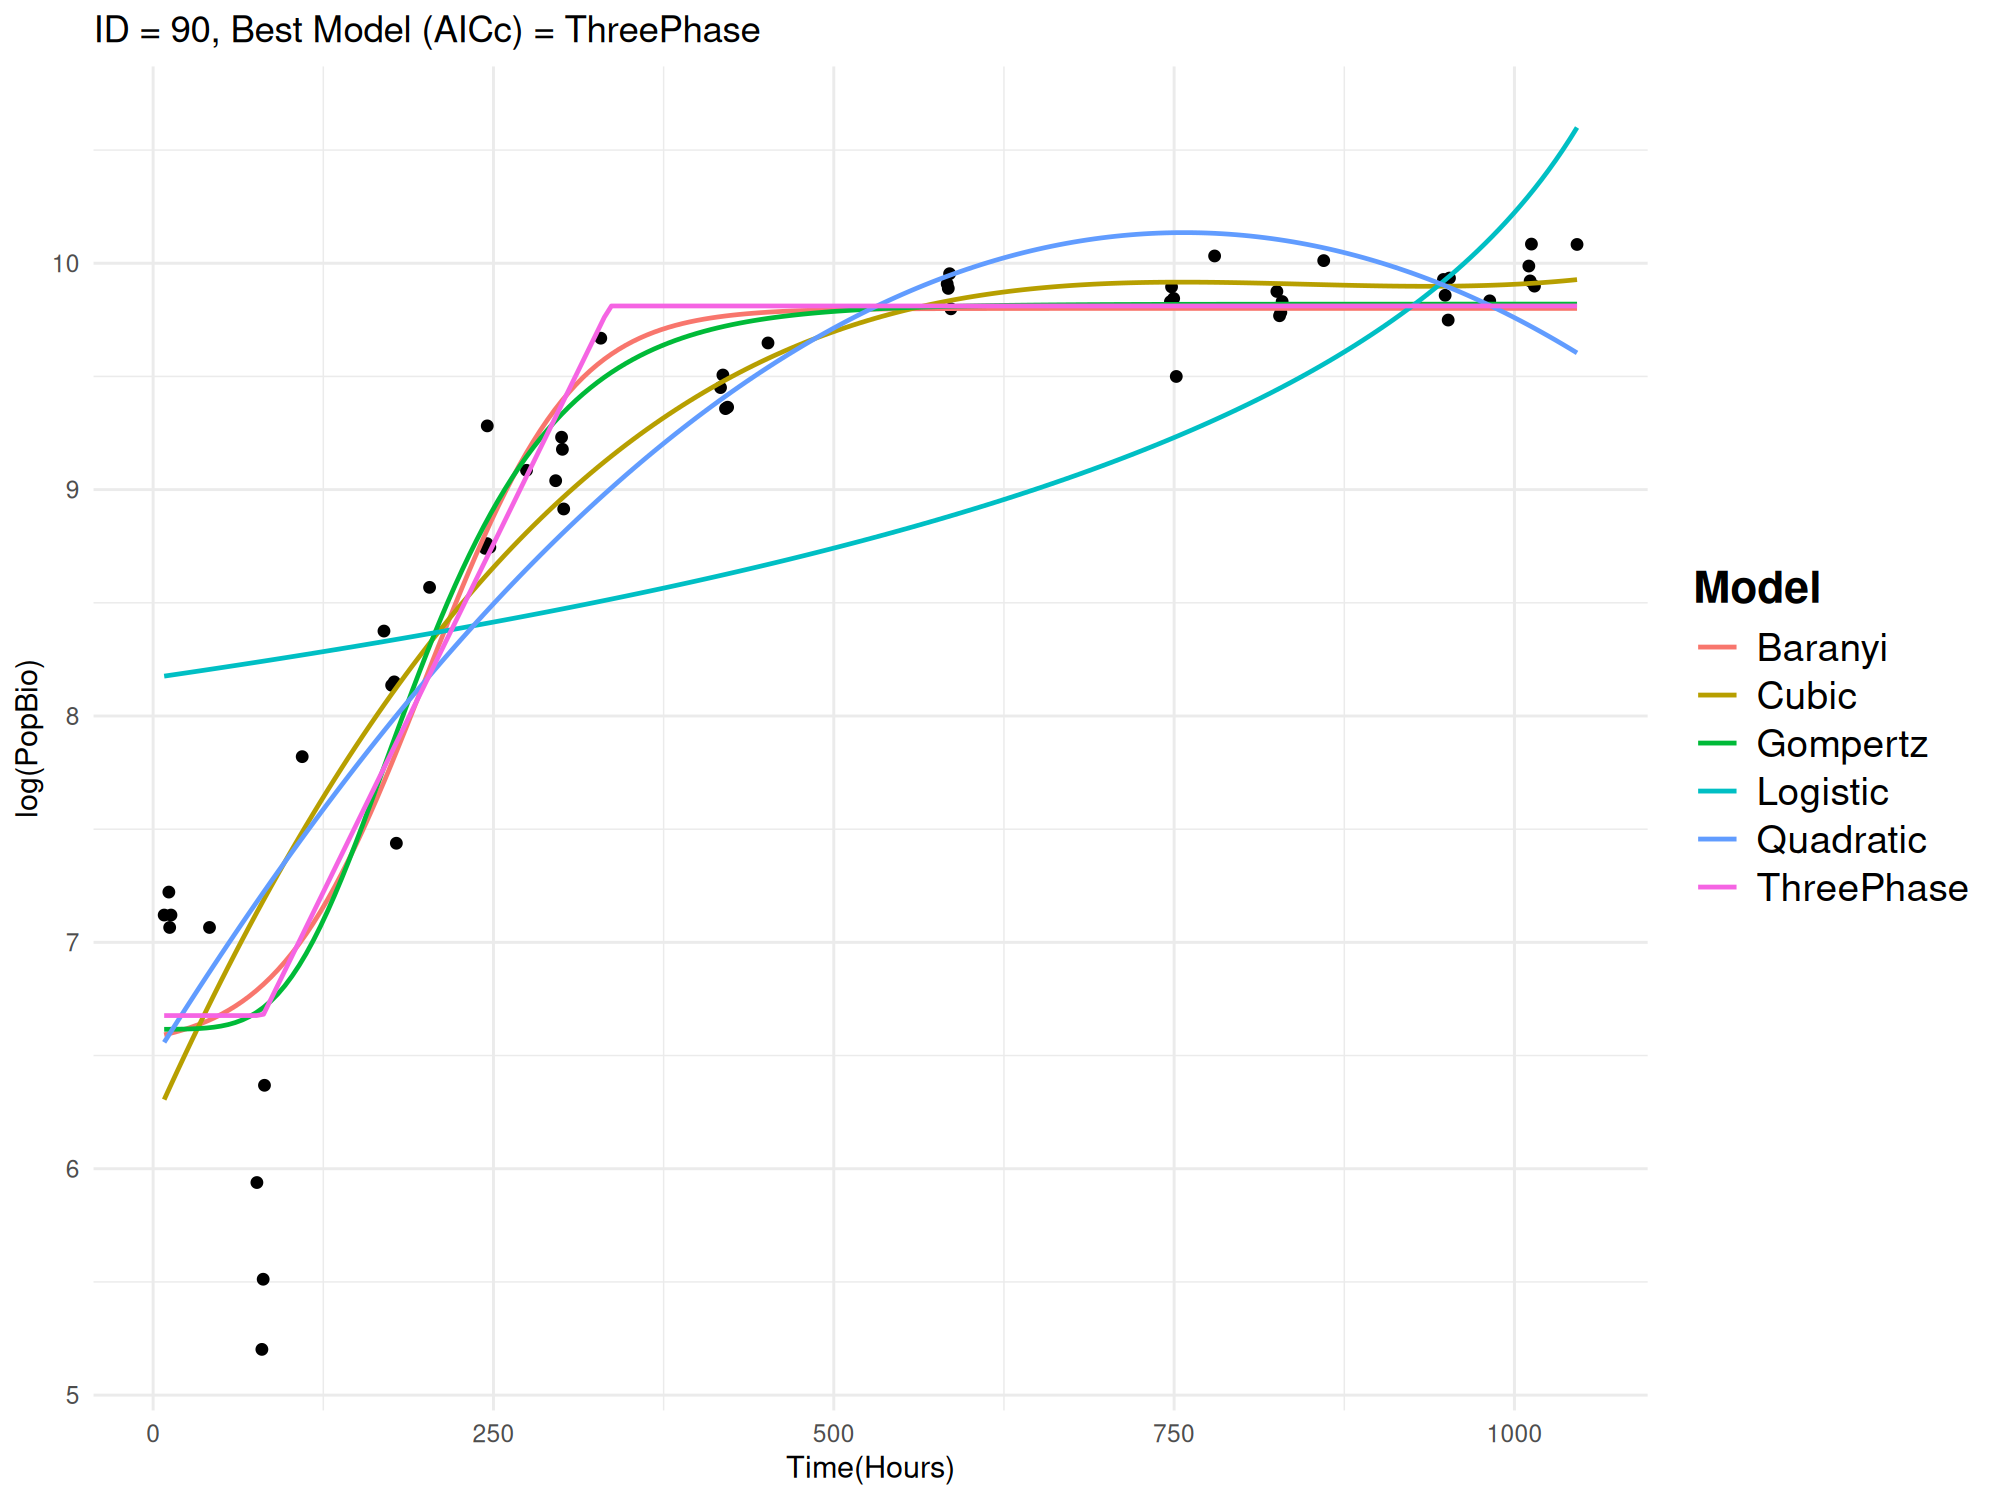 ID = 90, Best Model (AICc) = ThreePhase
log(PopBio)
10
9
8
7
6
5
0 250 500 750 1000
Time(Hours)
Model
Baranyi
Cubic
Gompertz
Logistic
Quadratic
ThreePhase